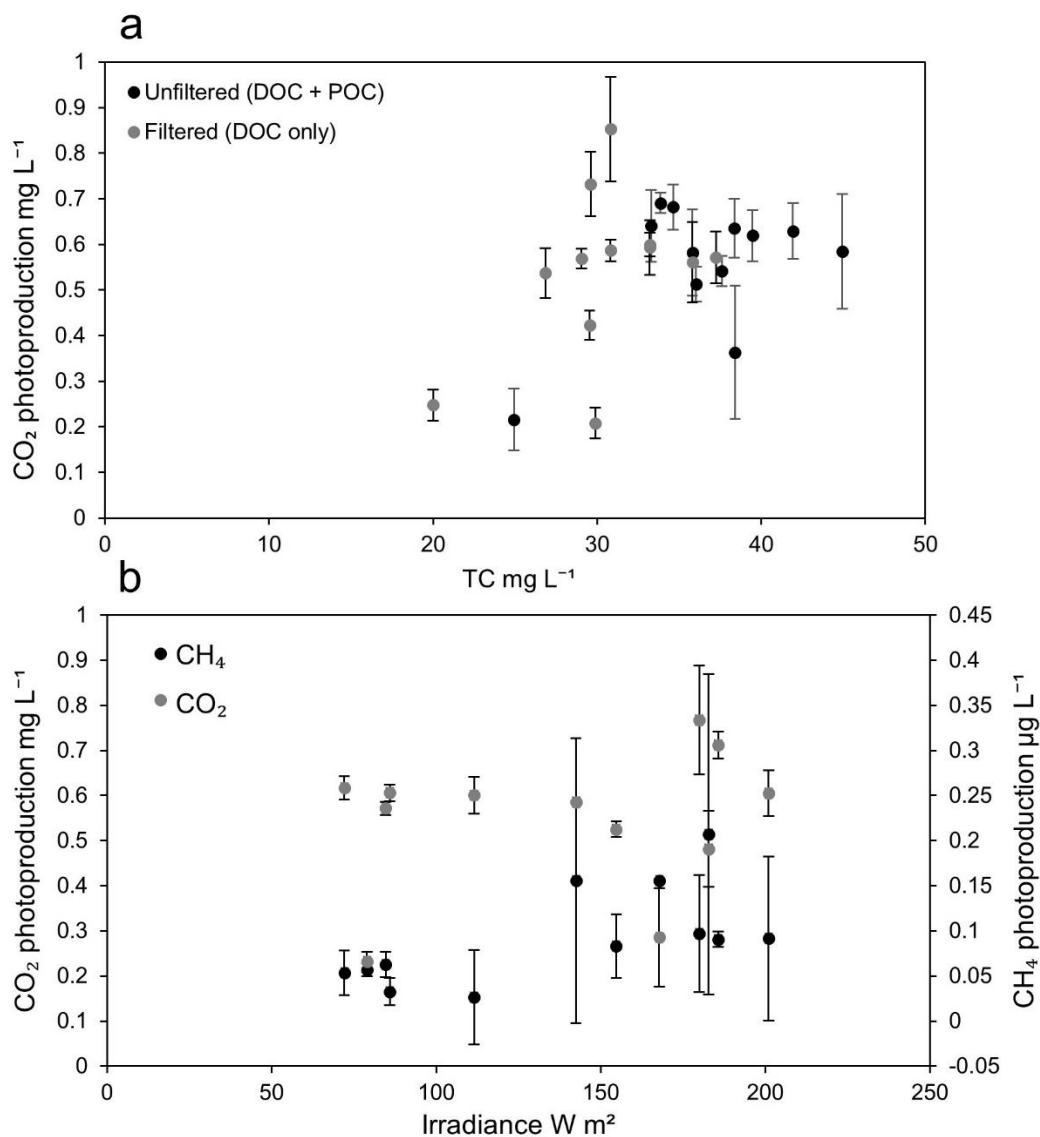 a
1
0.9
0.8
0.7
0.6
0.5
0.4
0.3
0.2
0.1
0
CO₂ photoproduction mg L⁻¹
Unfiltered (DOC + POC)
Filtered (DOC only)
0 10 20 30 40 50
TC mg L⁻¹
b
1
0.9
0.8
0.7
0.6
0.5
0.4
0.3
0.2
0.1
0
CO₂ photoproduction mg L⁻¹
CH₄
CO₂
0.45
0.4
0.35
0.3
0.25
0.2
0.15
0.1
0.05
0
-0.05
CH₄ photoproduction µg L⁻¹
0 50 100 150 200 250
Irradiance W m²